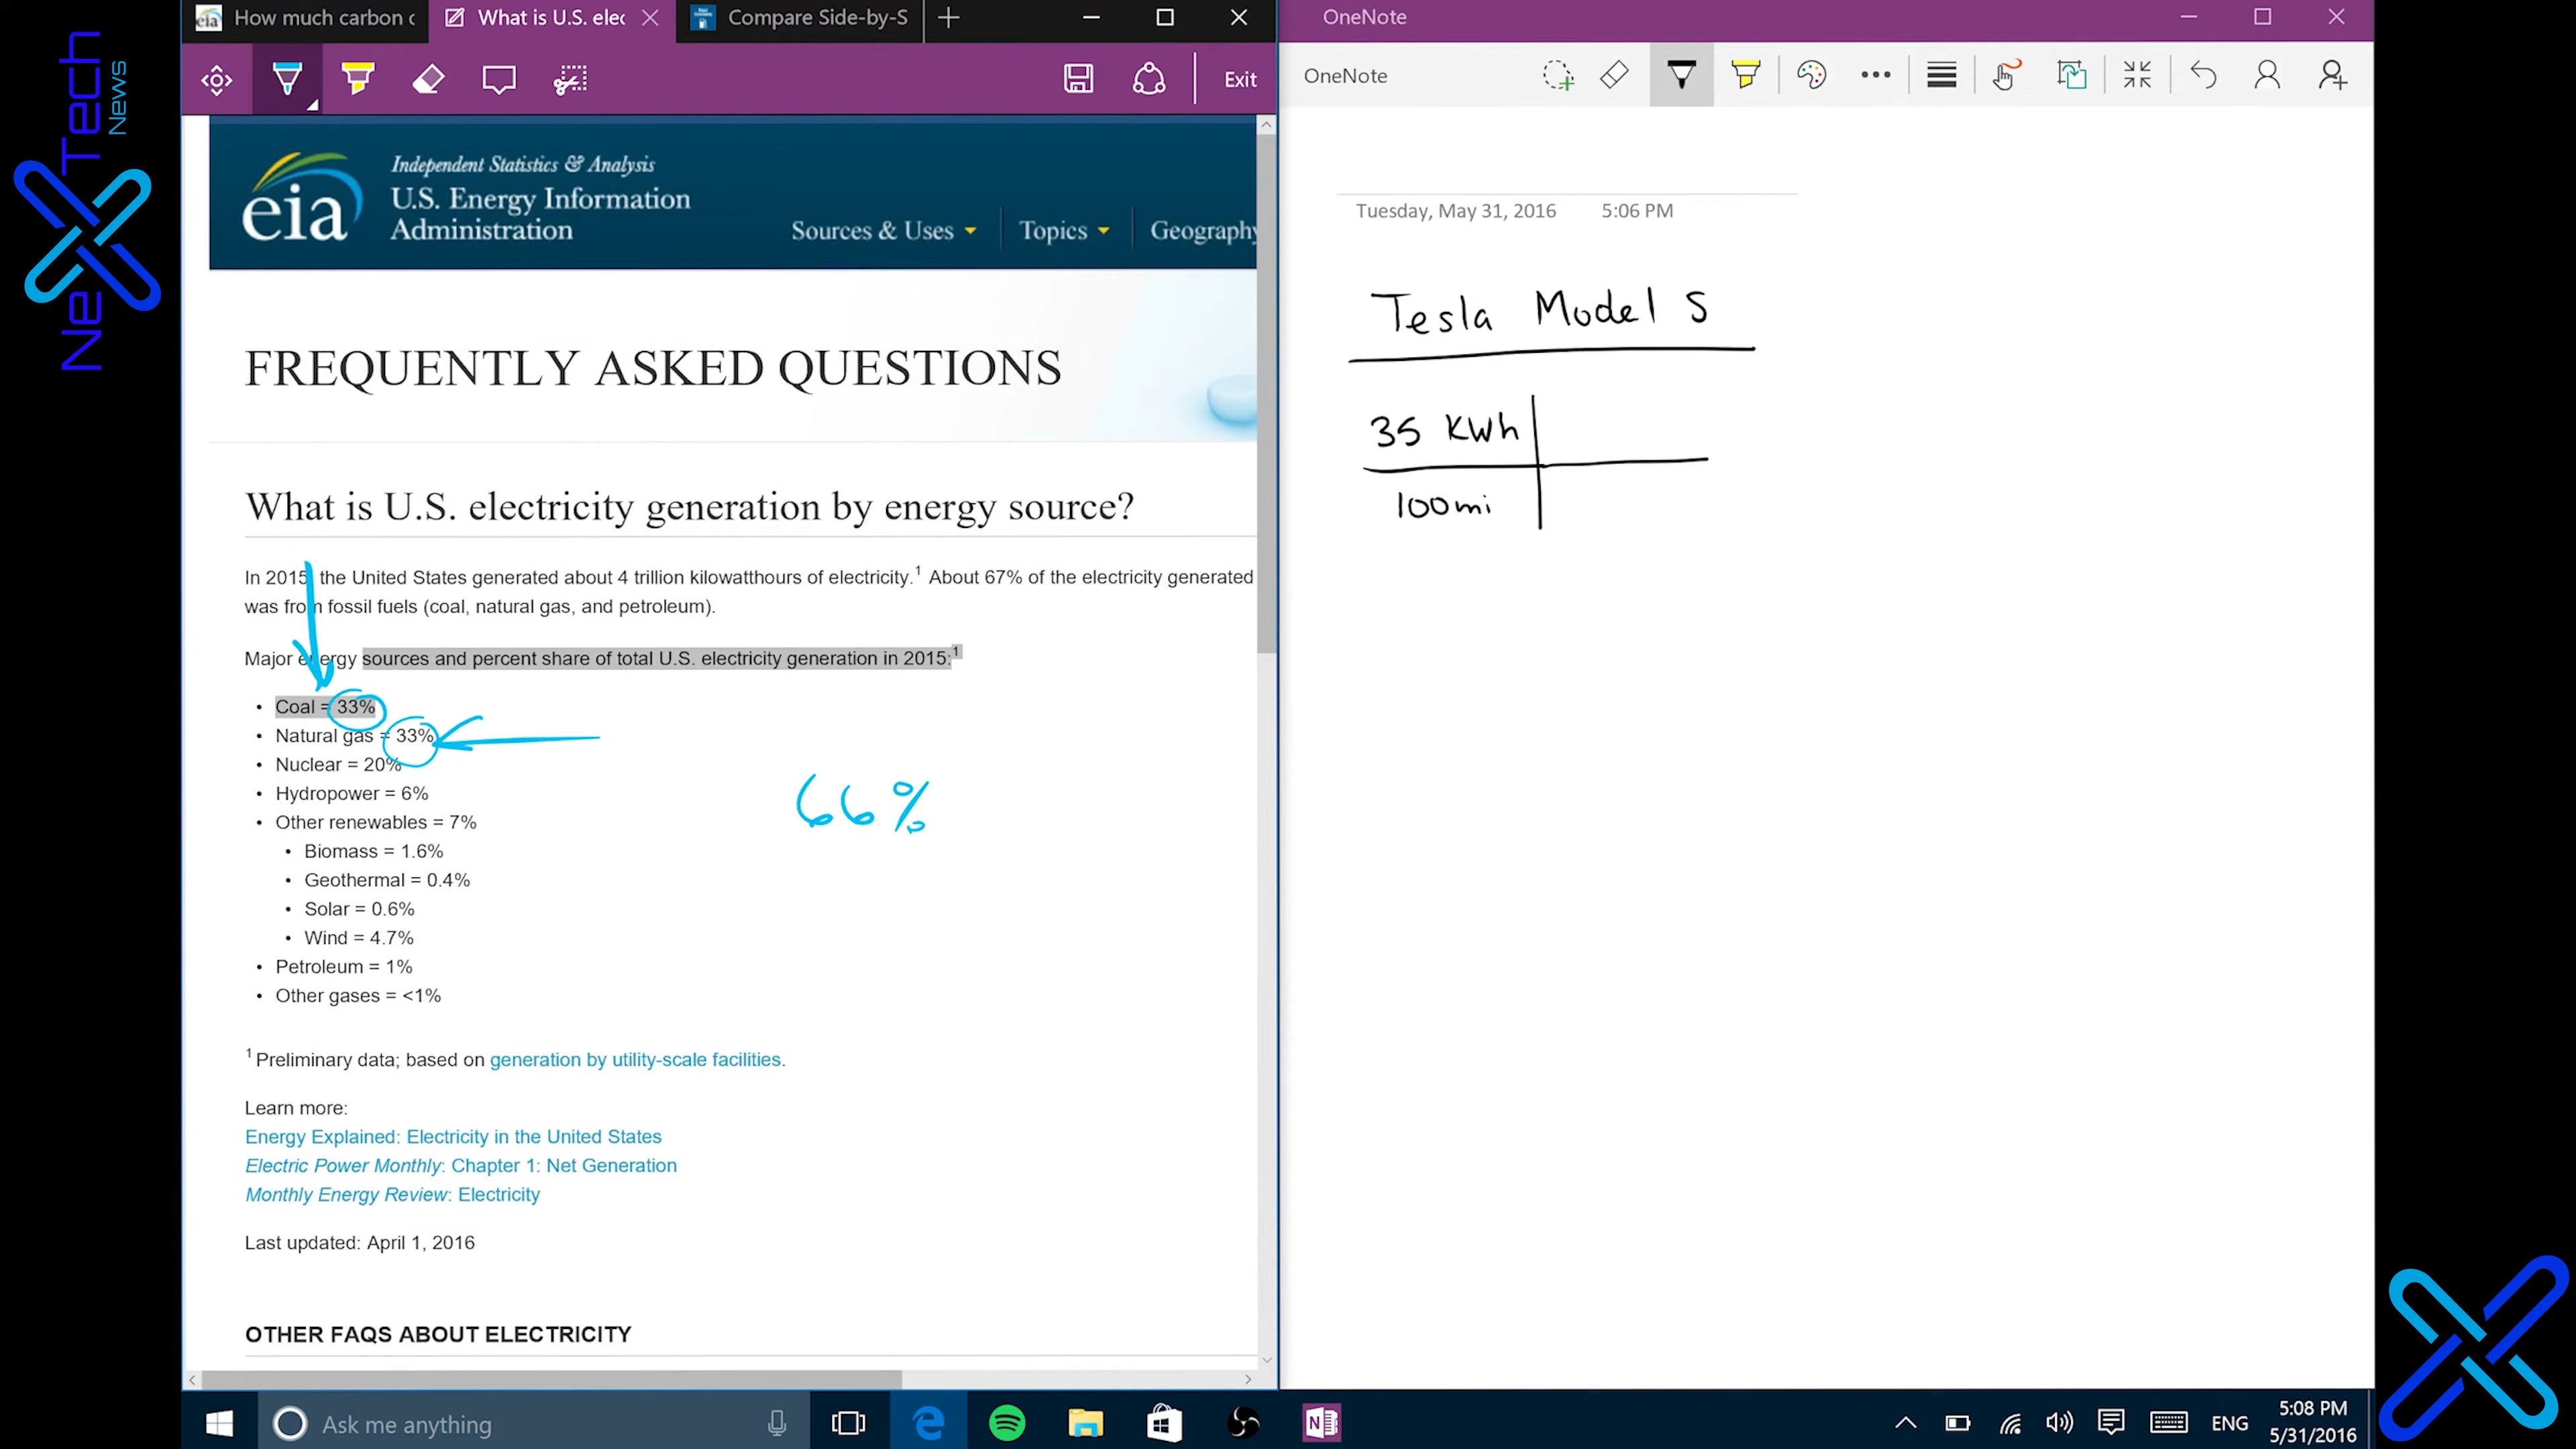 NeXTech
News
How much carbon c
What is U.S. elec
Compare Side-by-S
Exit
eia
Independent Statistics & Analysis
U.S. Energy Information
Administration
Sources & Uses
Topics
Geography
FREQUENTLY ASKED QUESTIONS
What is U.S. electricity generation by energy source?
In 2015, the United States generated about 4 trillion kilowatthours of electricity.1 About 67% of the electricity generated
was from fossil fuels (coal, natural gas, and petroleum).
Major energy sources and percent share of total U.S. electricity generation in 2015:1
• Coal = 33%
• Natural gas = 33%
• Nuclear = 20%
• Hydropower = 6%
• Other renewables = 7%
• Biomass = 1.6%
• Geothermal = 0.4%
• Solar = 0.6%
• Wind = 4.7%
• Petroleum = 1%
• Other gases = <1%
66%
1 Preliminary data; based on generation by utility-scale facilities.
Learn more:
Energy Explained: Electricity in the United States
Electric Power Monthly: Chapter 1: Net Generation
Monthly Energy Review: Electricity
Last updated: April 1, 2016
OTHER FAQS ABOUT ELECTRICITY
OneNote
OneNote
Tuesday, May 31, 2016 5:06 PM
Tesla Model S
35 KWh
100mi
Ask me anything
N
ENG
5:08 PM
5/31/2016